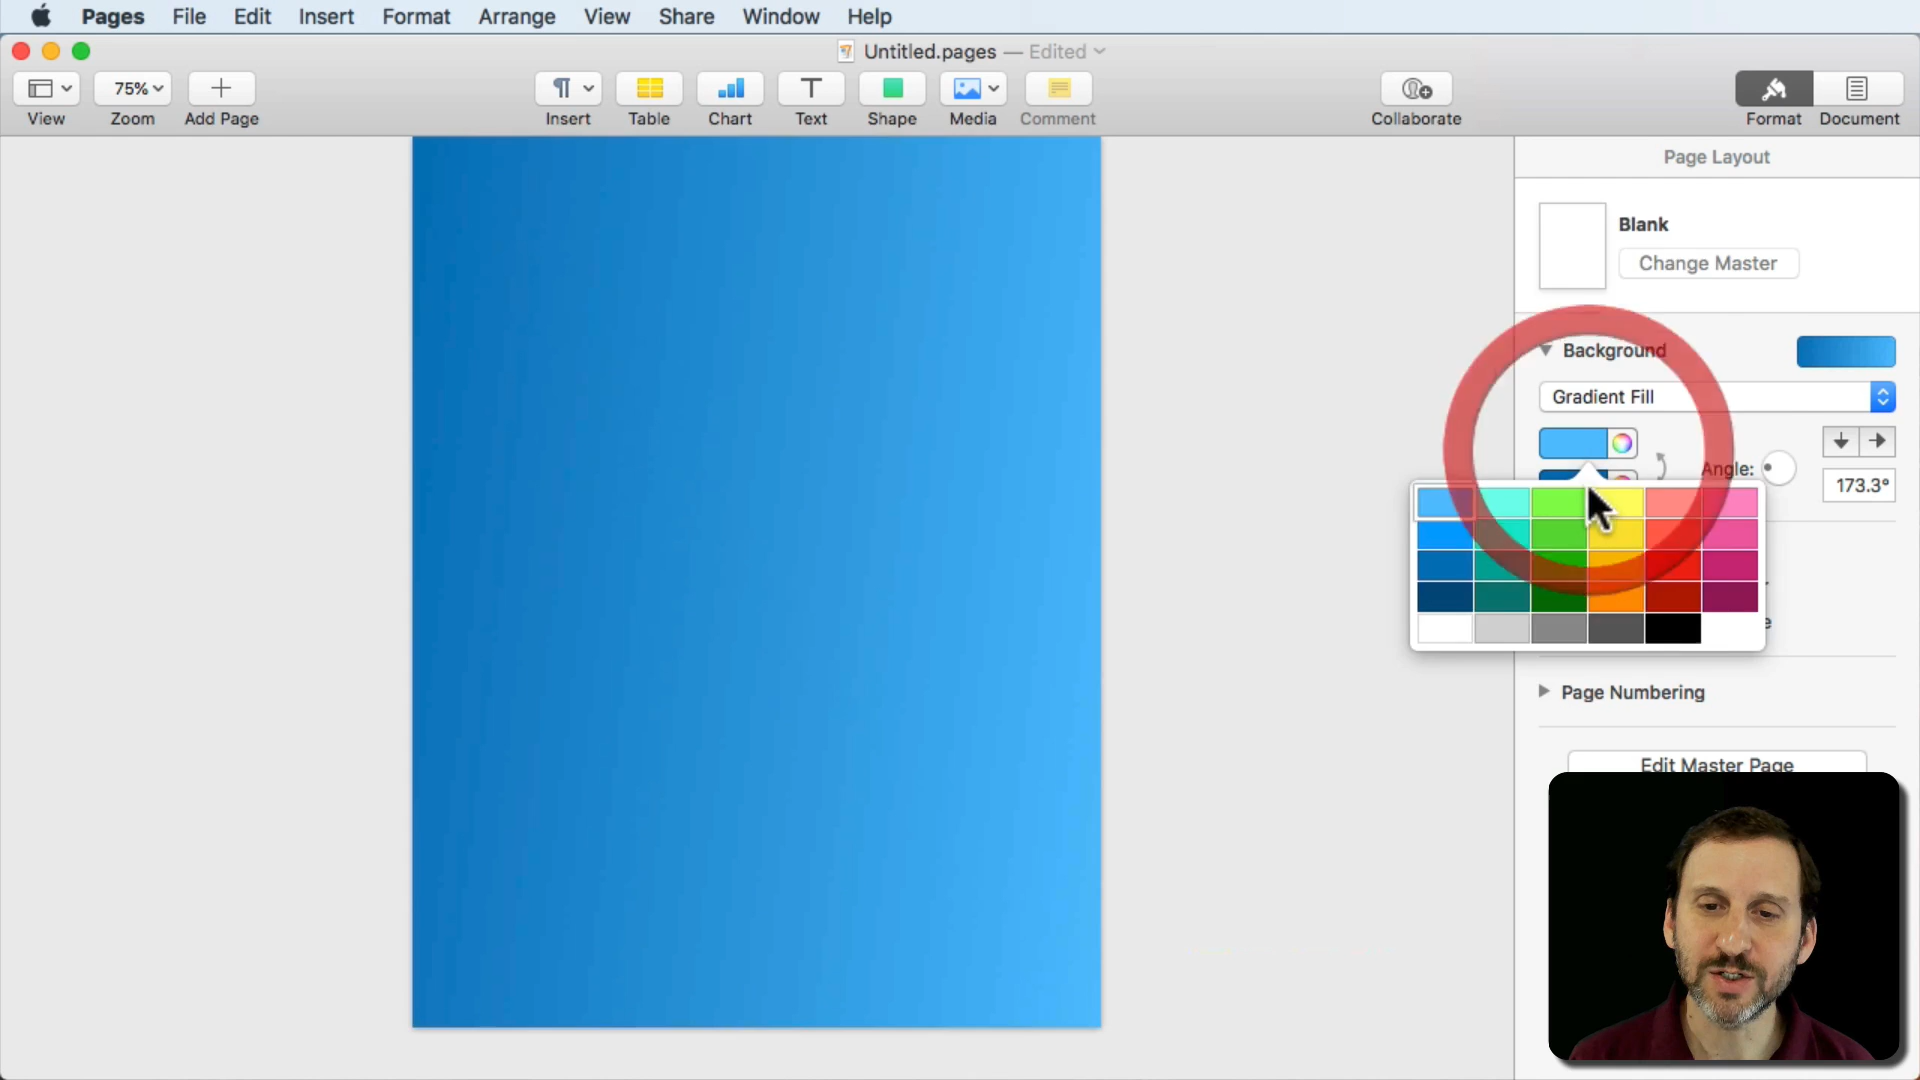 Pages File Edit Insert Format Arrange View Share Window Help
Untitled.pages — Edited
75%
View Zoom Add Page Insert Table Chart Text Shape Media Comment Collaborate Format Document
Page Layout
Blank
Change Master
Background
Gradient Fill
Angle:
173.3°
Page Numbering
Edit Master Page